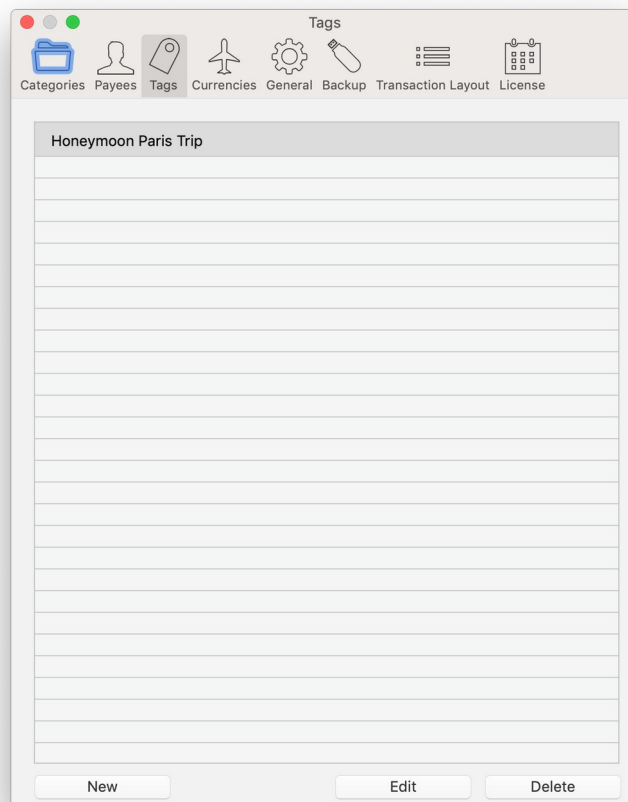 Tags
Categories Payees Tags Currencies General Backup Transaction Layout License
Honeymoon Paris Trip
New Edit Delete